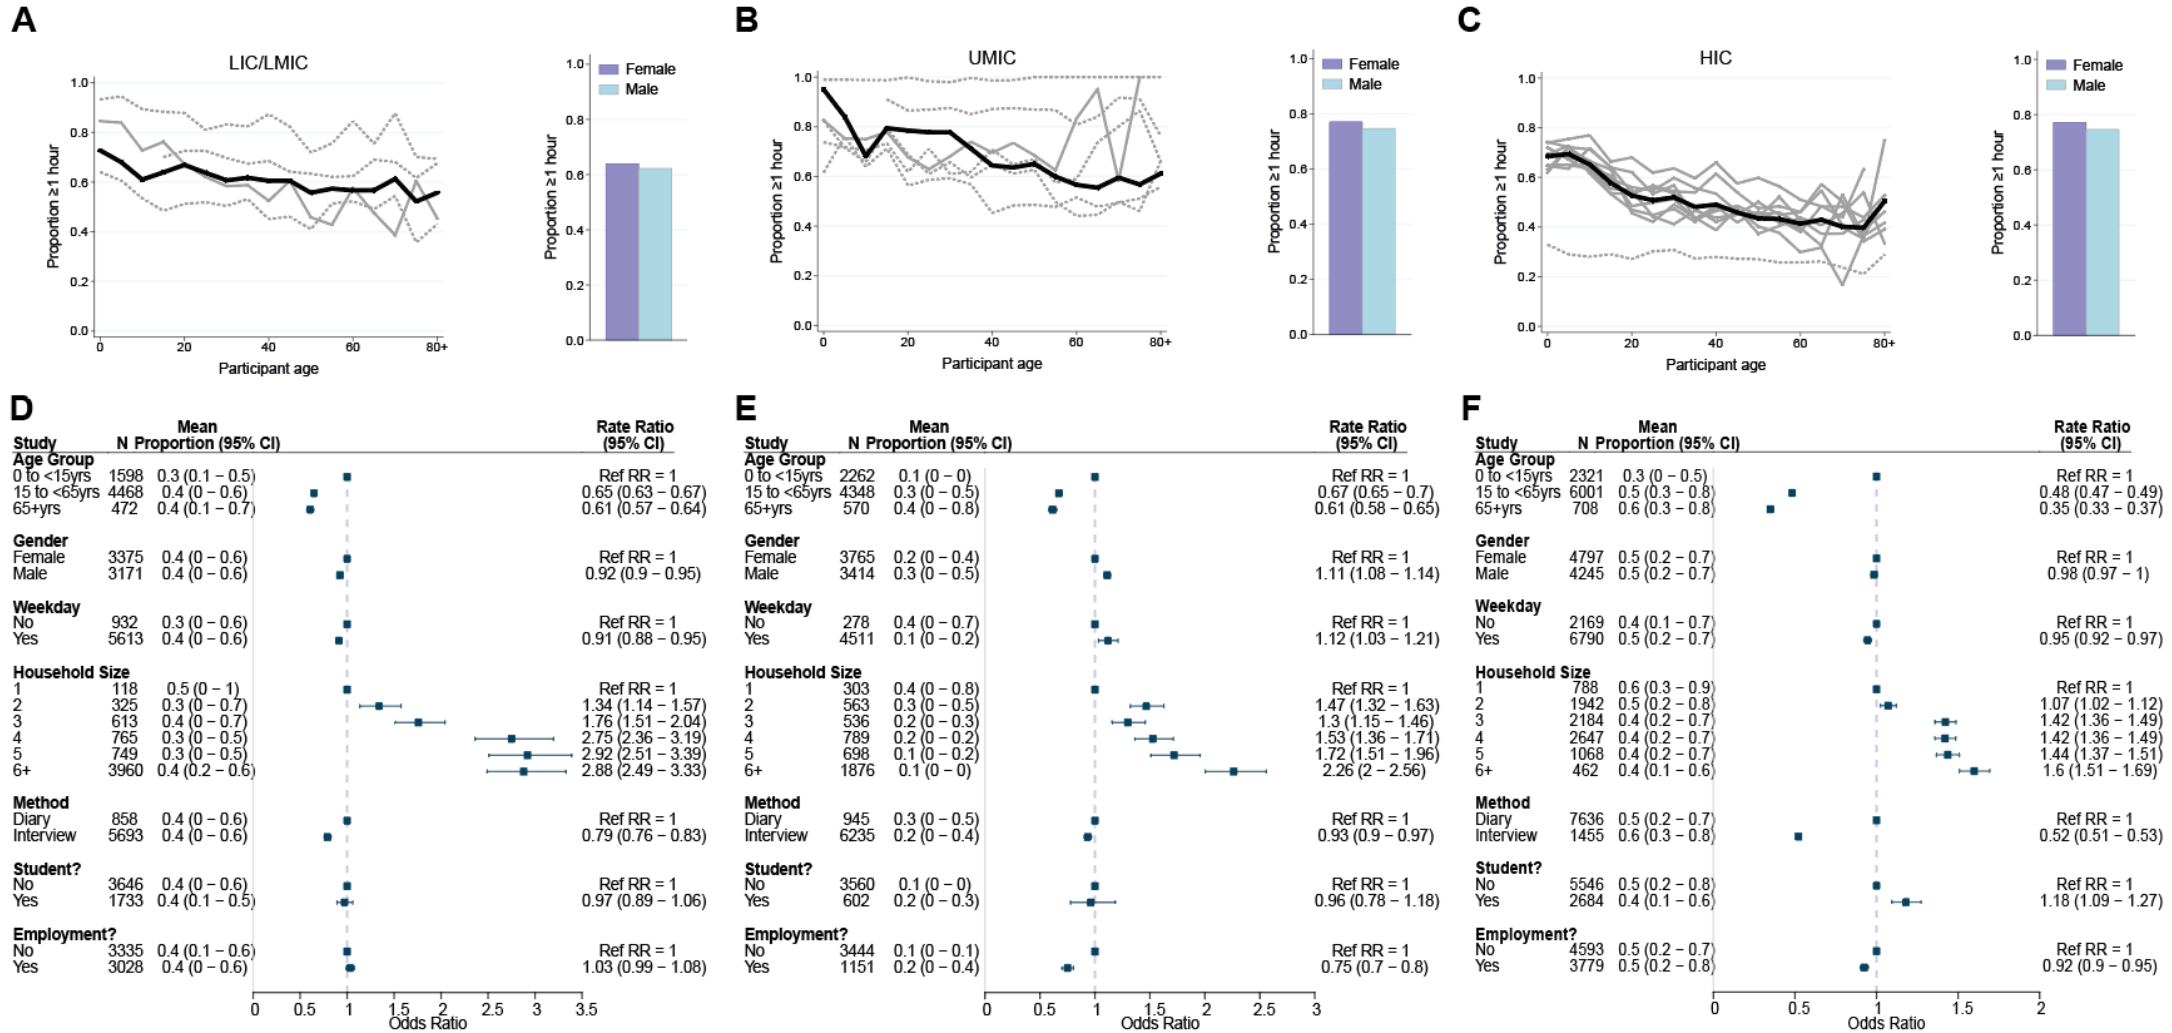 A
LIC/LMIC
Proportion ≥1 hour
1.0
0.8
0.6
0.4
0.2
0.0
0 20 40 60 80+
Participant age
Proportion ≥1 hour
1.0
0.8
0.6
0.4
0.2
0.0
Female
Male
B
UMIC
Proportion ≥1 hour
1.0
0.8
0.6
0.4
0.2
0.0
0 20 40 60 80+
Participant age
Proportion ≥1 hour
1.0
0.8
0.6
0.4
0.2
0.0
Female
Male
C
HIC
Proportion ≥1 hour
1.0
0.8
0.6
0.4
0.2
0.0
0 20 40 60 80+
Participant age
Proportion ≥1 hour
1.0
0.8
0.6
0.4
0.2
0.0
Female
Male
D
Mean Rate Ratio
Study N Proportion (95% CI) (95% CI)
Age Group
0 to <15yrs 1598 0.3 (0.1 – 0.5) Ref RR = 1
15 to <65yrs 4468 0.4 (0 – 0.6) 0.65 (0.63 – 0.67)
65+yrs 472 0.4 (0.1 – 0.7) 0.61 (0.57 – 0.64)
Gender
Female 3375 0.4 (0 – 0.6) Ref RR = 1
Male 3171 0.4 (0 – 0.6) 0.92 (0.9 – 0.95)
Weekday
No 932 0.3 (0 – 0.6) Ref RR = 1
Yes 5613 0.4 (0 – 0.6) 0.91 (0.88 – 0.95)
Household Size
1 118 0.5 (0 – 1) Ref RR = 1
2 325 0.3 (0 – 0.7) 1.34 (1.14 – 1.57)
3 613 0.4 (0 – 0.7) 1.76 (1.51 – 2.04)
4 765 0.3 (0 – 0.5) 2.75 (2.36 – 3.19)
5 749 0.3 (0 – 0.5) 2.92 (2.51 – 3.39)
6+ 3960 0.4 (0.2 – 0.6) 2.88 (2.49 – 3.33)
Method
Diary 858 0.4 (0 – 0.6) Ref RR = 1
Interview 5693 0.4 (0 – 0.6) 0.79 (0.76 – 0.83)
Student?
No 3646 0.4 (0 – 0.6) Ref RR = 1
Yes 1733 0.4 (0.1 – 0.5) 0.97 (0.89 – 1.06)
Employment?
No 3335 0.4 (0.1 – 0.6) Ref RR = 1
Yes 3028 0.4 (0 – 0.6) 1.03 (0.99 – 1.08)
0 0.5 1 1.5 2 2.5 3 3.5
Odds Ratio
E
Mean Rate Ratio
Study N Proportion (95% CI) (95% CI)
Age Group
0 to <15yrs 2262 0.1 (0 – 0) Ref RR = 1
15 to <65yrs 4348 0.3 (0 – 0.5) 0.67 (0.65 – 0.7)
65+yrs 570 0.4 (0 – 0.8) 0.61 (0.58 – 0.65)
Gender
Female 3765 0.2 (0 – 0.4) Ref RR = 1
Male 3414 0.3 (0 – 0.5) 1.11 (1.08 – 1.14)
Weekday
No 278 0.4 (0 – 0.7) Ref RR = 1
Yes 4511 0.1 (0 – 0.2) 1.12 (1.03 – 1.21)
Household Size
1 303 0.4 (0 – 0.8) Ref RR = 1
2 563 0.3 (0 – 0.5) 1.47 (1.32 – 1.63)
3 536 0.2 (0 – 0.3) 1.3 (1.15 – 1.46)
4 789 0.2 (0 – 0.2) 1.53 (1.36 – 1.71)
5 698 0.1 (0 – 0.2) 1.72 (1.51 – 1.96)
6+ 1876 0.1 (0 – 0) 2.26 (2 – 2.56)
Method
Diary 945 0.3 (0 – 0.5) Ref RR = 1
Interview 6235 0.2 (0 – 0.4) 0.93 (0.9 – 0.97)
Student?
No 3560 0.1 (0 – 0) Ref RR = 1
Yes 602 0.2 (0 – 0.3) 0.96 (0.78 – 1.18)
Employment?
No 3444 0.1 (0 – 0.1) Ref RR = 1
Yes 1151 0.2 (0 – 0.4) 0.75 (0.7 – 0.8)
0 0.5 1 1.5 2 2.5 3
Odds Ratio
F
Mean Rate Ratio
Study N Proportion (95% CI) (95% CI)
Age Group
0 to <15yrs 2321 0.3 (0 – 0.5) Ref RR = 1
15 to <65yrs 6001 0.5 (0.3 – 0.8) 0.48 (0.47 – 0.49)
65+yrs 708 0.6 (0.3 – 0.8) 0.35 (0.33 – 0.37)
Gender
Female 4797 0.5 (0.2 – 0.7) Ref RR = 1
Male 4245 0.5 (0.2 – 0.7) 0.98 (0.97 – 1)
Weekday
No 2169 0.4 (0.1 – 0.7) Ref RR = 1
Yes 6790 0.5 (0.2 – 0.7) 0.95 (0.92 – 0.97)
Household Size
1 788 0.6 (0.3 – 0.9) Ref RR = 1
2 1942 0.5 (0.2 – 0.8) 1.07 (1.02 – 1.12)
3 2184 0.4 (0.2 – 0.7) 1.42 (1.36 – 1.49)
4 2647 0.4 (0.2 – 0.7) 1.42 (1.36 – 1.49)
5 1068 0.4 (0.2 – 0.7) 1.44 (1.37 – 1.51)
6+ 462 0.4 (0.1 – 0.6) 1.6 (1.51 – 1.69)
Method
Diary 7636 0.5 (0.2 – 0.7) Ref RR = 1
Interview 1455 0.6 (0.3 – 0.8) 0.52 (0.51 – 0.53)
Student?
No 5546 0.5 (0.2 – 0.8) Ref RR = 1
Yes 2684 0.4 (0.1 – 0.6) 1.18 (1.09 – 1.27)
Employment?
No 4593 0.5 (0.2 – 0.7) Ref RR = 1
Yes 3779 0.5 (0.2 – 0.8) 0.92 (0.9 – 0.95)
0 0.5 1 1.5 2
Odds Ratio